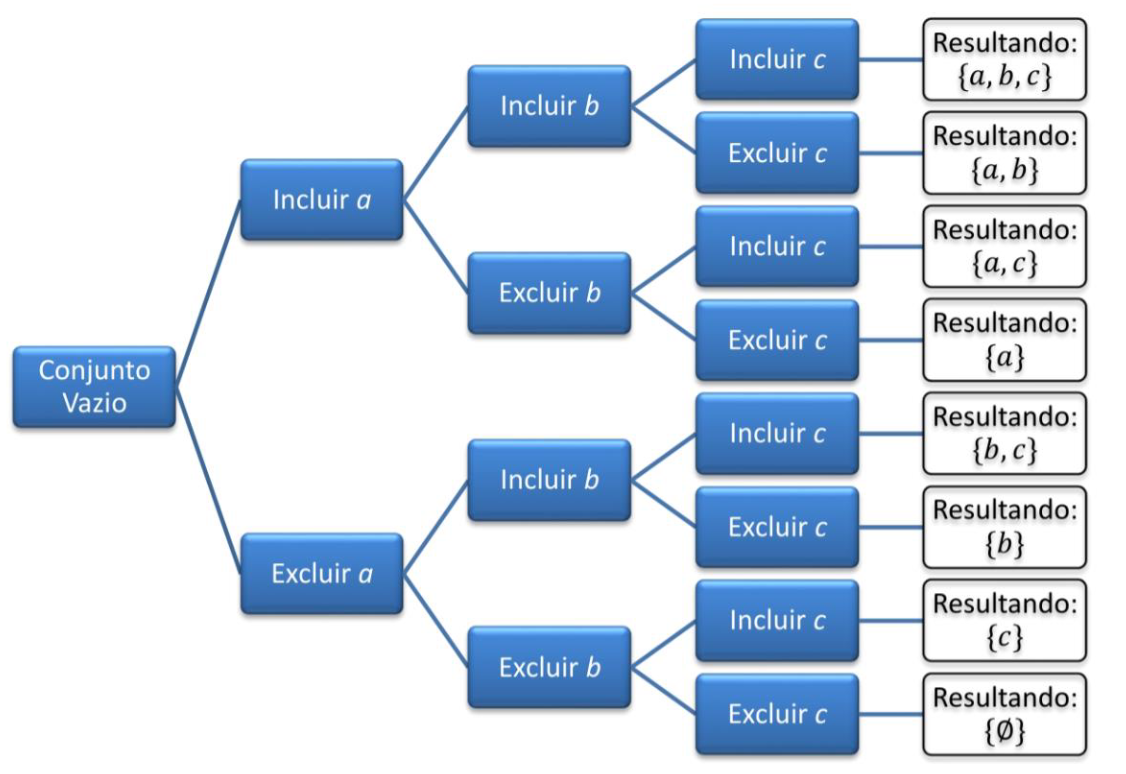 Conjunto
Vazio
Incluir a
Excluir a
Incluir b
Excluir b
Incluir b
Excluir b
Incluir c
Excluir c
Incluir c
Excluir c
Incluir c
Excluir c
Incluir c
Excluir c
Resultando:
{a, b, c}
Resultando:
{a, b}
Resultando:
{a, c}
Resultando:
{a}
Resultando:
{b, c}
Resultando:
{b}
Resultando:
{c}
Resultando:
{Ø}